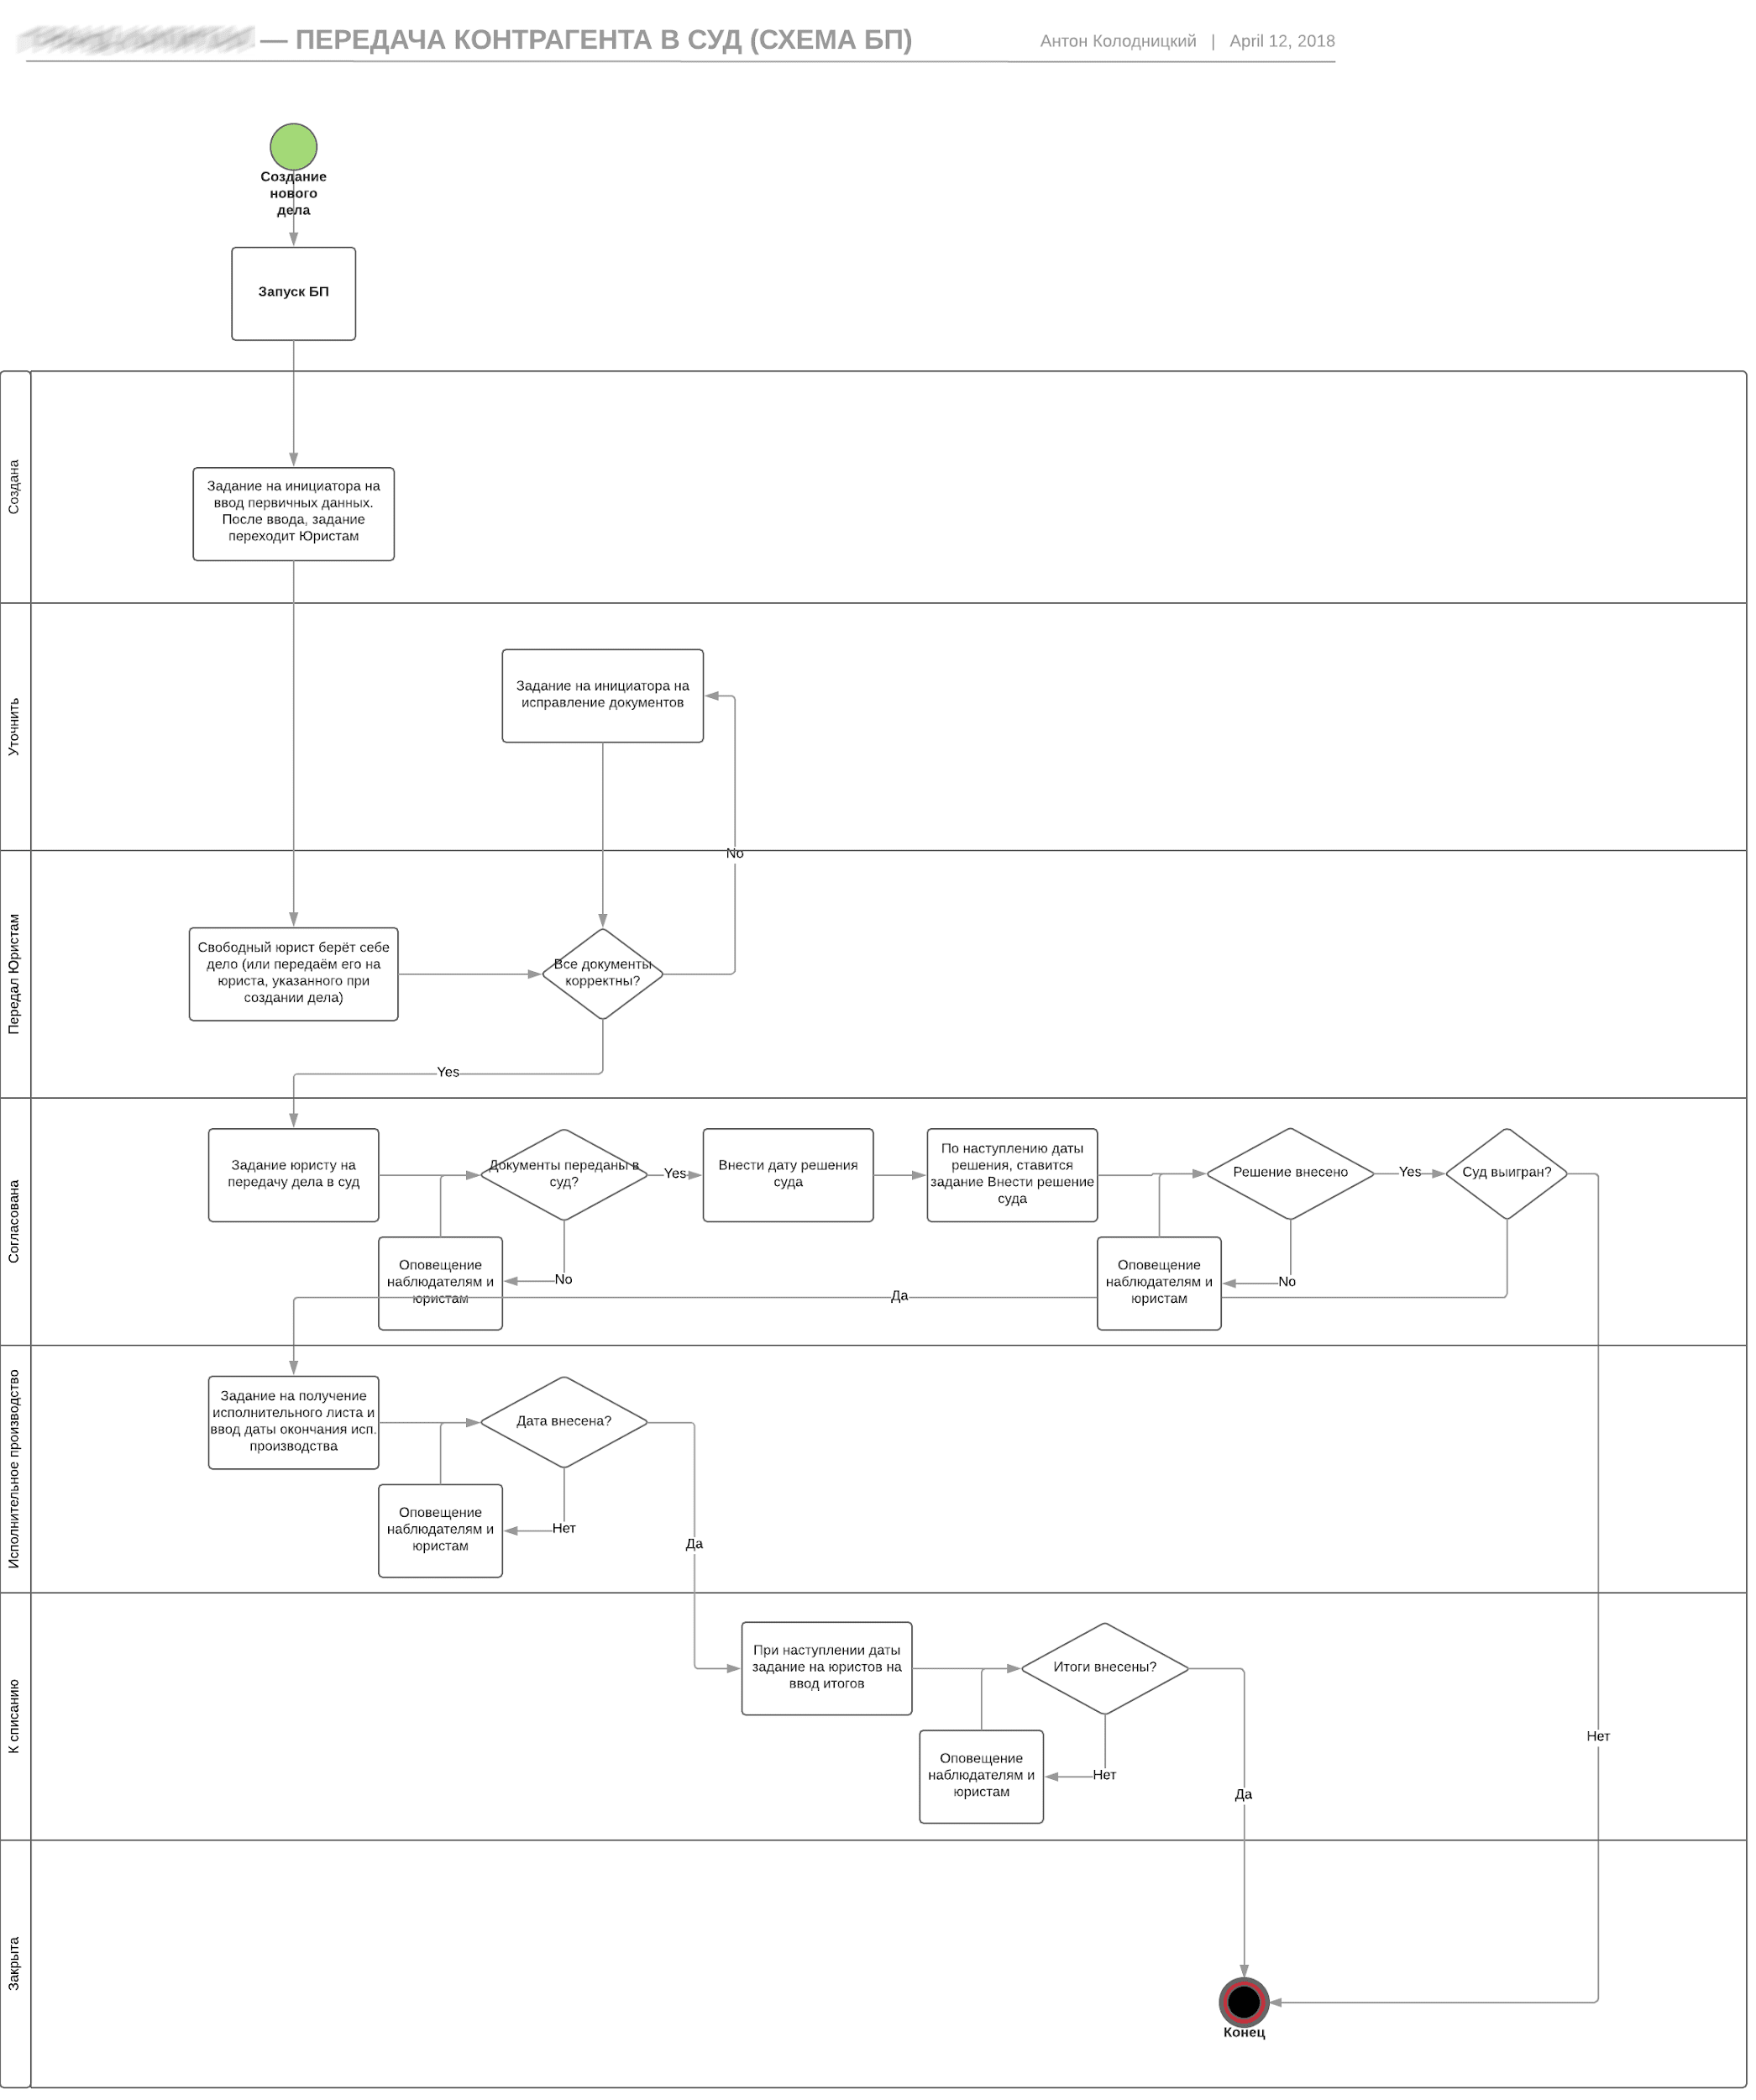 — ПЕРЕДАЧА КОНТРАГЕНТА В СУД (СХЕМА БП)
Антон Колодницкий | April 12, 2018
Создание
нового
дела
Запуск БП
Создана
Задание на инициатора на
ввод первичных данных.
После ввода, задание
переходит Юристам
Уточнить
Задание на инициатора на
исправление документов
No
Передал Юристам
Свободный юрист берёт себе
дело (или передаём его на
юриста, указанного при
создании дела)
Все документы
корректны?
Yes
Согласована
Задание юристу на
передачу дела в суд
Документы переданы в
суд?
Yes
Внести дату решения
суда
По наступлению даты
решения, ставится
задание Внести решение
суда
Решение внесено
Yes
Суд выигран?
Оповещение
наблюдателям и
юристам
No
Да
Оповещение
наблюдателям и
юристам
No
Исполнительное производство
Задание на получение
исполнительного листа и
ввод даты окончания исп.
производства
Дата внесена?
Оповещение
наблюдателям и
юристам
Нет
Да
К списанию
При наступлении даты
задание на юристов на
ввод итогов
Итоги внесены?
Оповещение
наблюдателям и
юристам
Нет
Да
Нет
Закрыта
Конец